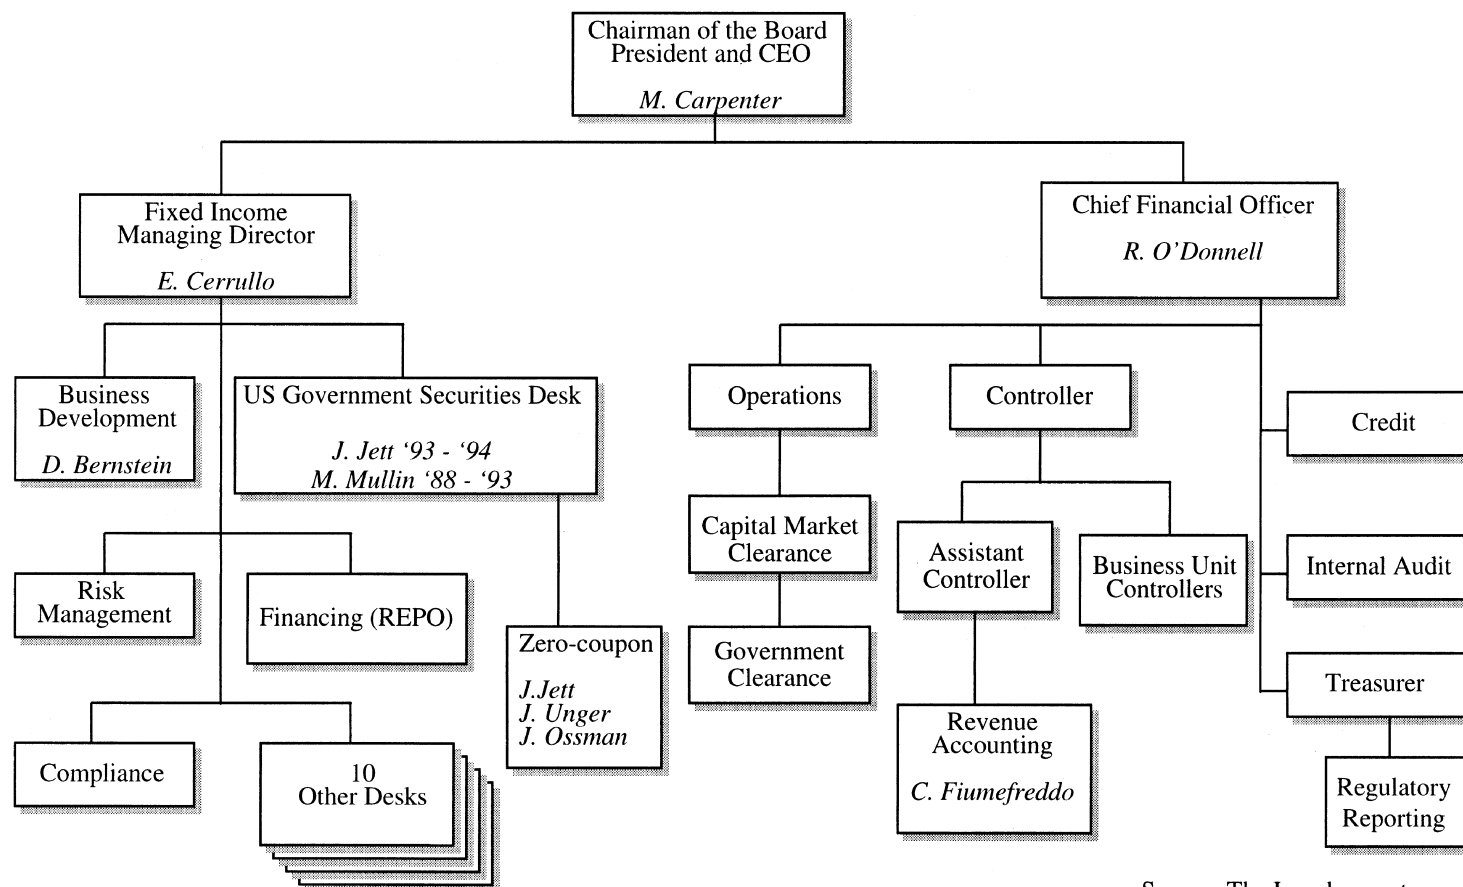 Chairman of the Board
President and CEO
M. Carpenter
Fixed Income
Managing Director
E. Cerrullo
Chief Financial Officer
R. O'Donnell
Business
Development
D. Bernstein
US Government Securities Desk
J. Jett ‘93 - ‘94
M. Mullin ‘88 - ‘93
Operations
Controller
Credit
Capital Market
Clearance
Assistant
Controller
Business Unit
Controllers
Internal Audit
Risk
Management
Financing (REPO)
Zero-coupon
J.Jett
J. Unger
J. Ossman
Government
Clearance
Treasurer
Revenue
Accounting
C. Fiumefreddo
Compliance
10
Other Desks
Regulatory
Reporting